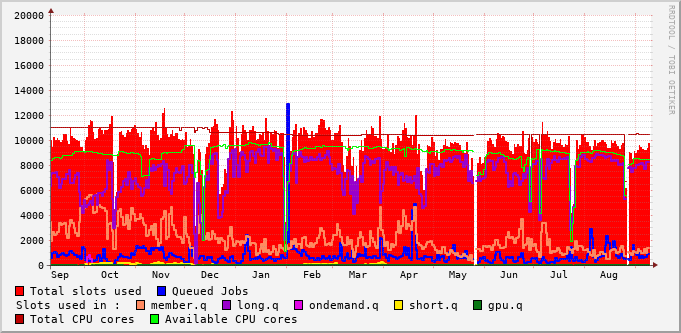 20000
18000
16000
14000
12000
10000
8000
6000
4000
2000
0
Sep Oct Nov Dec Jan Feb Mar Apr May Jun Jul Aug
Total slots used Queued Jobs
Slots used in : member.q long.q ondemand.q short.q gpu.q
Total CPU cores Available CPU cores
RRDTOOL / TOBI OETIKER